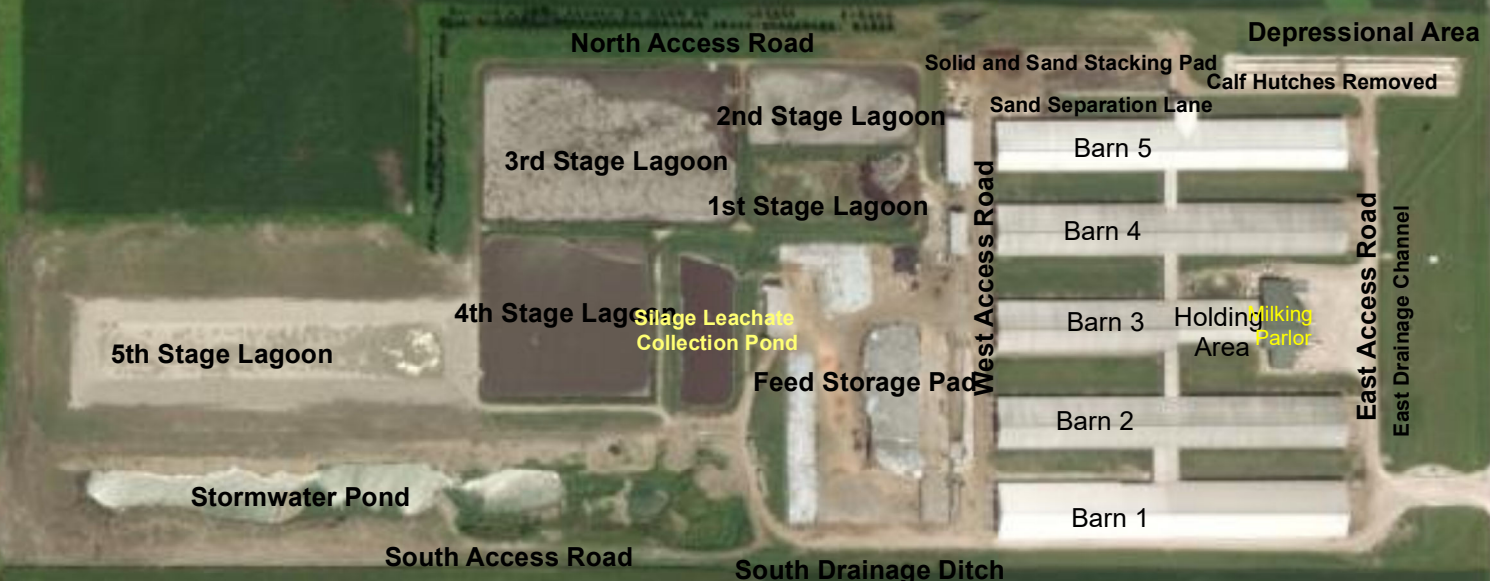 Depressional Area
North Access Road
Solid and Sand Stacking Pad
Calf Hutches Removed
Sand Separation Lane
2nd Stage Lagoon
Barn 5
3rd Stage Lagoon
1st Stage Lagoon
West Access Road
Barn 4
East Access Road
East Drainage Channel
4th Stage Lagoon
Silage Leachate
Collection Pond
Barn 3
Holding
Area
Milking
Parlor
5th Stage Lagoon
Feed Storage Pad
Barn 2
Stormwater Pond
Barn 1
South Access Road
South Drainage Ditch